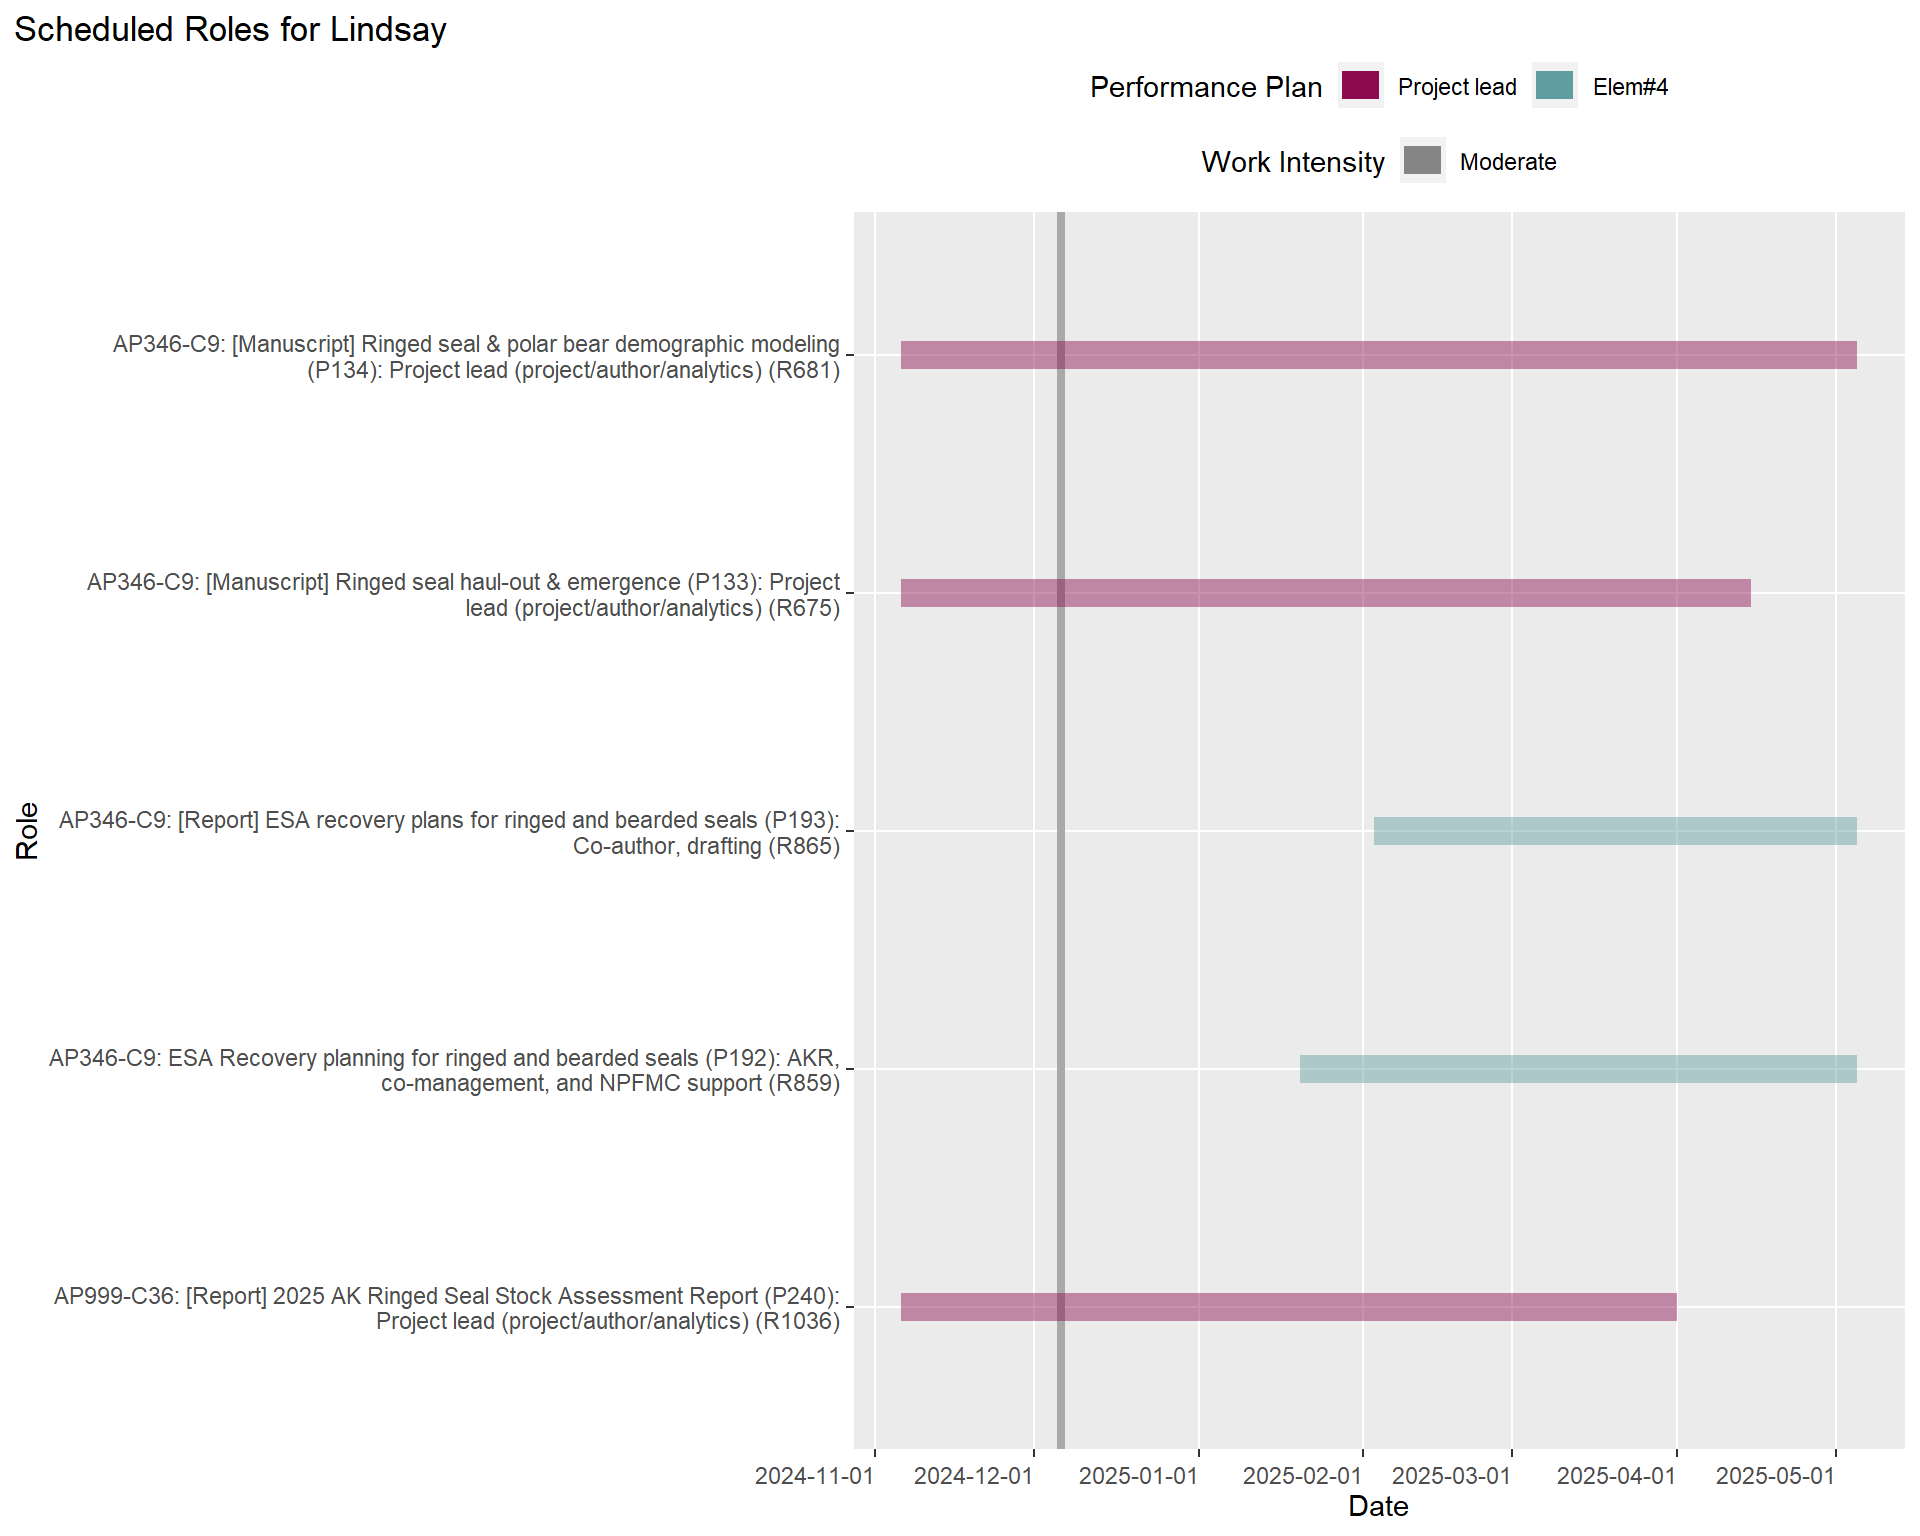 Scheduled Roles for Lindsay
Performance Plan Project lead Elem#4
Work Intensity Moderate
AP346-C9: [Manuscript] Ringed seal & polar bear demographic modeling
(P134): Project lead (project/author/analytics) (R681)
AP346-C9: [Manuscript] Ringed seal haul-out & emergence (P133): Project
lead (project/author/analytics) (R675)
Role
AP346-C9: [Report] ESA recovery plans for ringed and bearded seals (P193):
Co-author, drafting (R865)
AP346-C9: ESA Recovery planning for ringed and bearded seals (P192): AKR,
co-management, and NPFMC support (R859)
AP999-C36: [Report] 2025 AK Ringed Seal Stock Assessment Report (P240):
Project lead (project/author/analytics) (R1036)
2024-11-01 2024-12-01 2025-01-01 2025-02-01 2025-03-01 2025-04-01 2025-05-01
Date